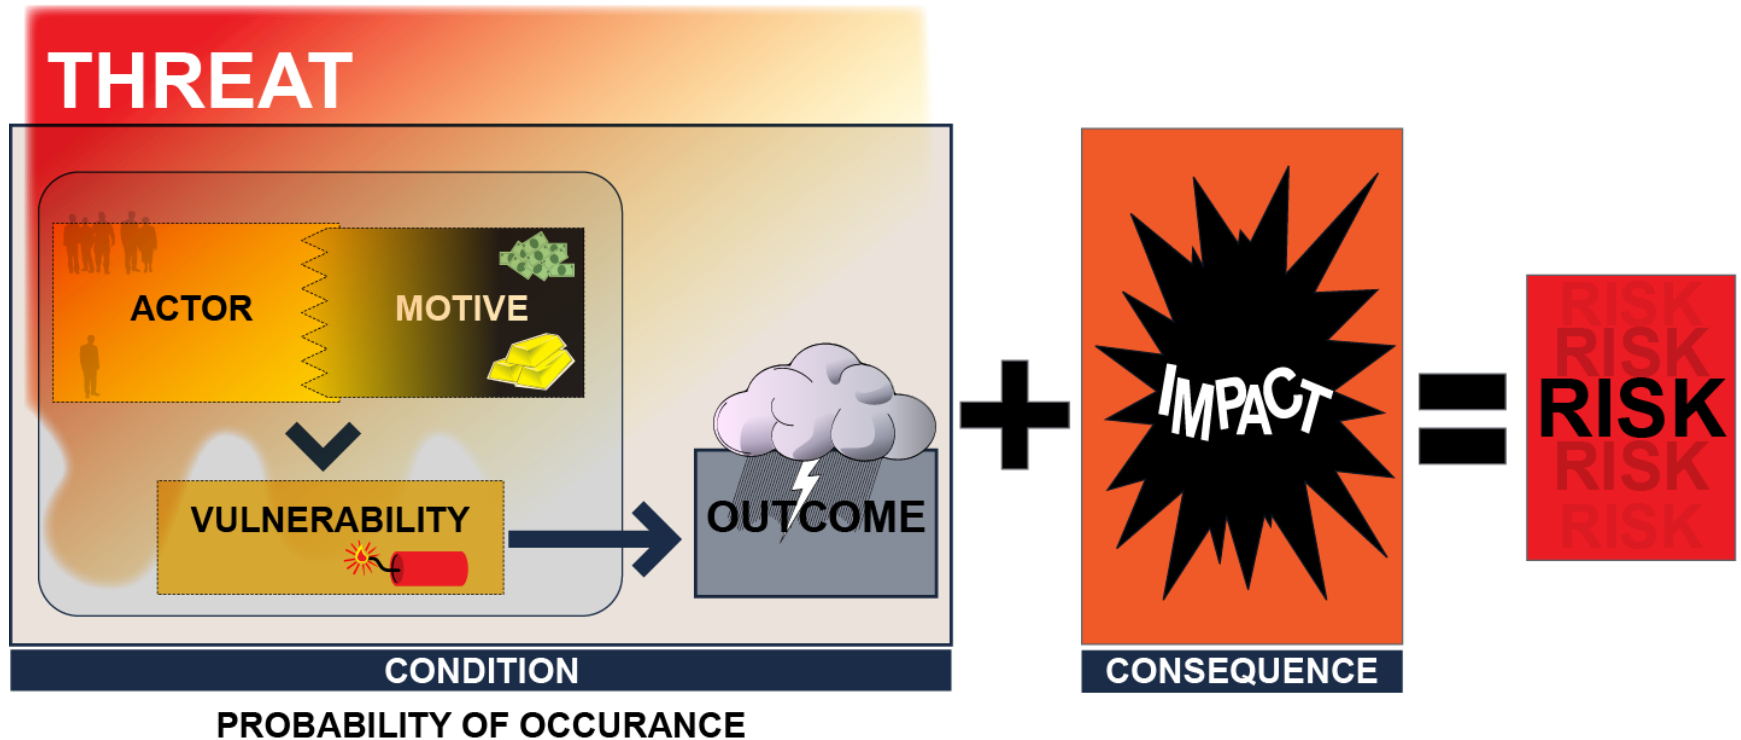 THREAT
ACTOR
MOTIVE
VULNERABILITY
OUTCOME
CONDITION
PROBABILITY OF OCCURANCE
+
IMPACT
CONSEQUENCE
=
RISK
RISK
RISK
RISK
RISK